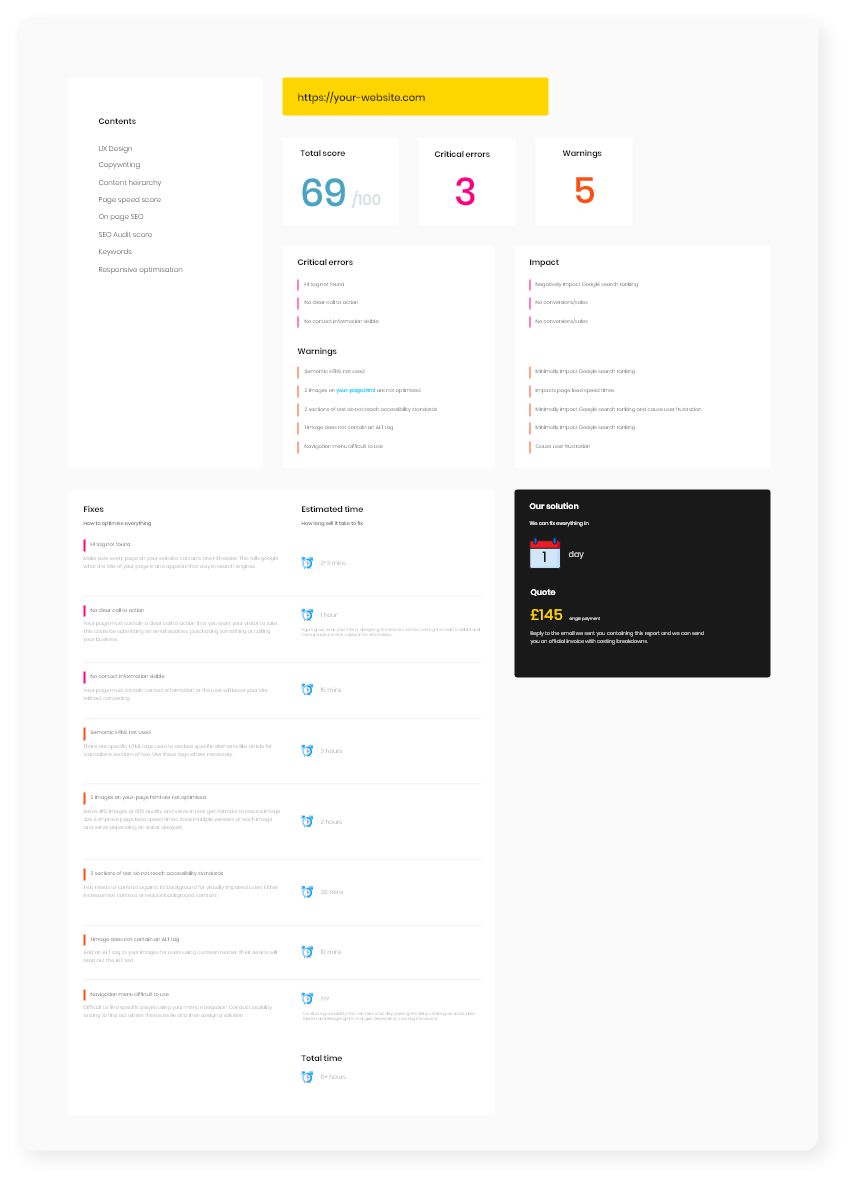 https://your-website.com
Contents
UX Design
Copywriting
Content heirarchy
Page speed score
On page SEO
SEO Audit score
Keywords
Responsive optimisation
Total score
69 /100
Critical errors
3
Warnings
5
Critical errors
H1 tag not found
No clear call to action
No contact information visible
Warnings
Semantic HTML not used
3 images on your-page.html are not optimised
2 sections of text do not reach accessibility standards
1 image does not contain an ALT tag
Navigation menu difficult to use
Impact
Negatively impact Google search ranking
No conversions/sales
No conversions/sales
Minimally impact Google search ranking
Impacts page load speed times
Minimally impact Google search ranking and cause user frustration
Minimally impact Google search ranking
Cause user frustration
Fixes
How to optimise everything
Estimated time
How long will it take to fix
H1 tag not found
Make sure every page on your website contains one H1 header. This tells google
what the title of your page is and appears that way in search engines.
2-3 mins
No clear call to action
Your page must contain a clear call to action that you want your visitor to take.
This could be submitting an email address, purchasing something or calling
your business.
1 hour
No contact information visible
Your page must contain contact information or the user will leave your site
without converting.
15 mins
Semantic HTML not used
There are specific HTML tags used to declare specific elements like article for
standalone sections of text. Use these tags where necessary.
3 hours
3 images on your-page.html are not optimised
Serve JPG images at 60% quality and serve in next gen formats to reduce image
size & improve page load speed times. Save multiple versions of each image
and serve depending on visitor viewport.
2 hours
2 sections of text do not reach accessibility standards
Text needs to contrast against its background for visually impaired users. Either
increase text contrast or reduce background contrast.
30 mins
1 image does not contain an ALT tag
Add an ALT tag to your images for users using a screen reader. Their device will
read out the ALT text.
10 mins
Navigation menu difficult to use
Difficult to find specific pages using your menu navigation. Conduct usability
testing to find out where the issues lie and then design a solution.
???
Total time
Our solution
We can fix everything in
1 day
Quote
£145 single payment
Reply to the email we sent you containing this report and we can send
you an official invoice with costing breakdowns.